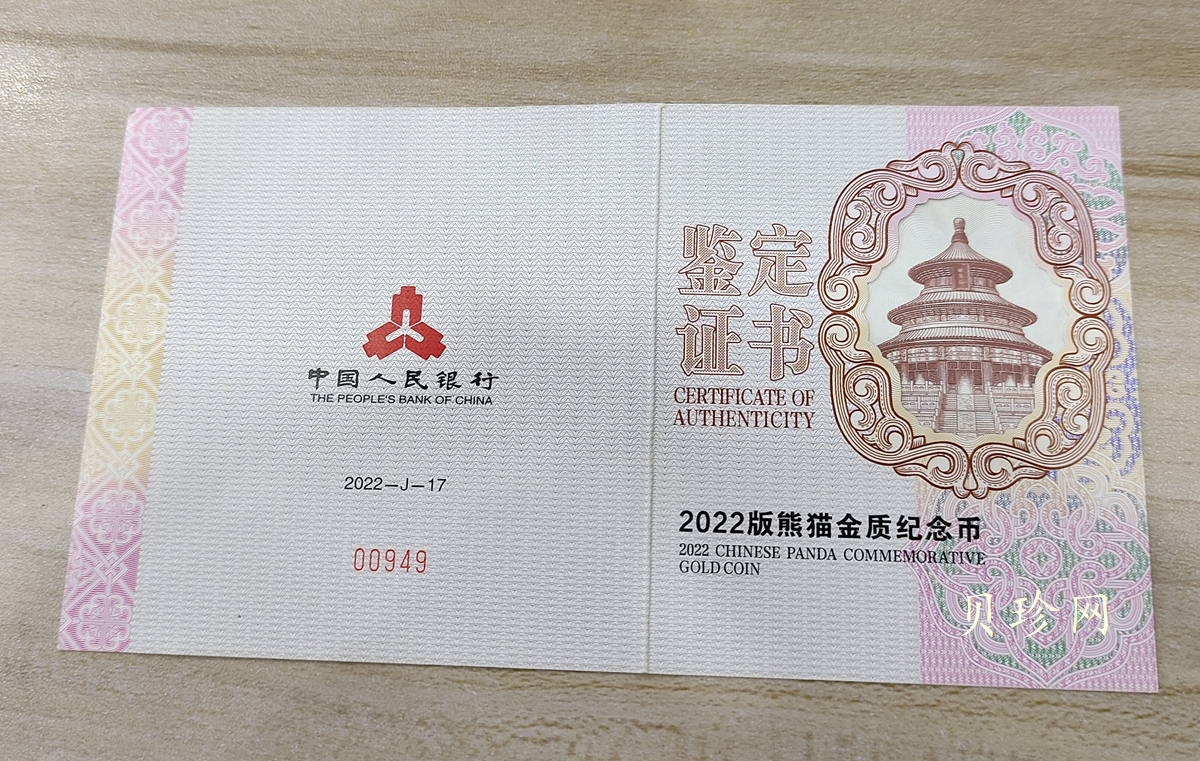 中国人民银行
THE PEOPLE'S BANK OF CHINA
2022—J—17
00949
鉴定
证书
CERTIFICATE OF
AUTHENTICITY
2022版熊猫金质纪念币
2022 CHINESE PANDA COMMEMORATIVE
GOLD COIN
贝珍网